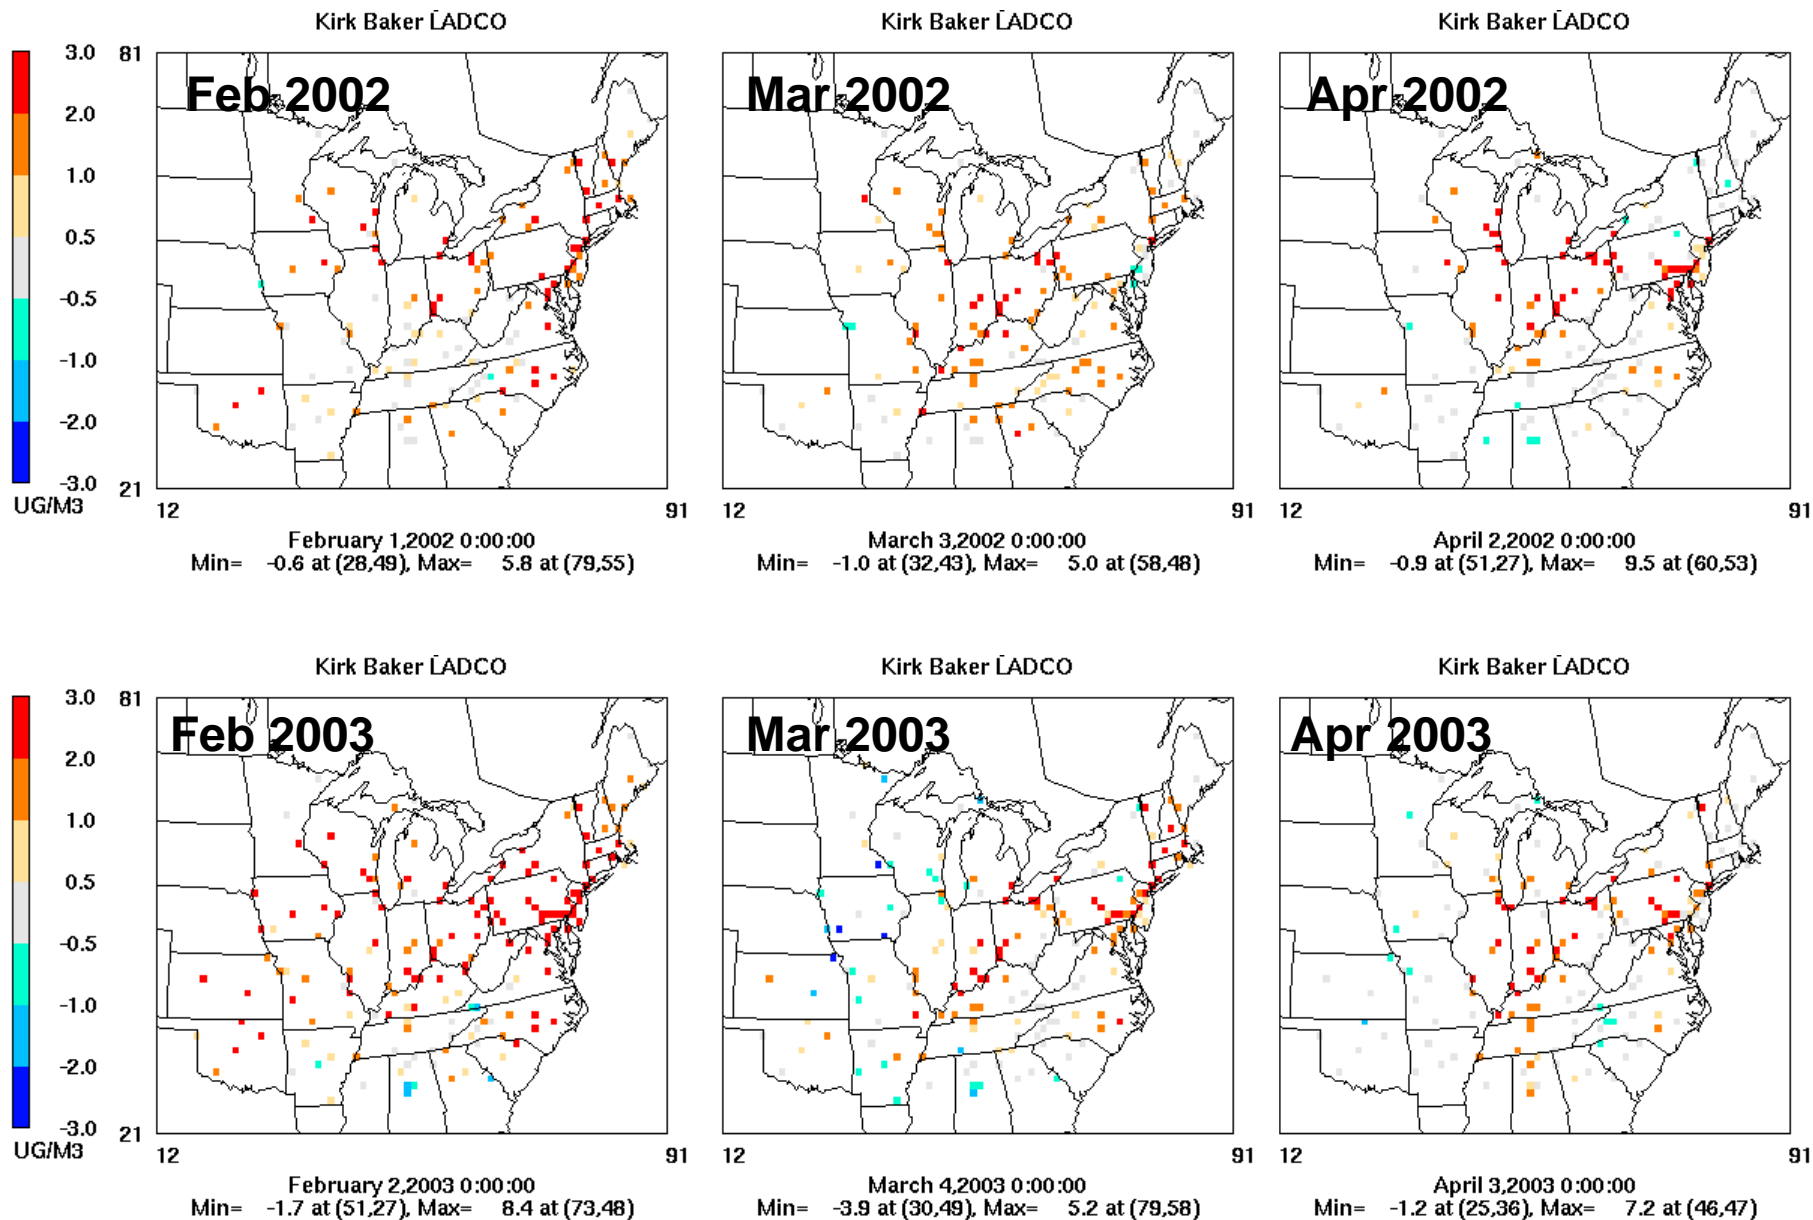 Kirk Baker LADCO
Kirk Baker LADCO
Kirk Baker LADCO
3.0
2.0
1.0
0.5
-0.5
-1.0
-2.0
-3.0
UG/M3
81
21
12
91
Feb 2002
February 1,2002 0:00:00
Min= -0.6 at (28,49), Max= 5.8 at (79,55)
Mar 2002
12
91
March 3,2002 0:00:00
Min= -1.0 at (32,43), Max= 5.0 at (58,48)
Apr 2002
12
91
April 2,2002 0:00:00
Min= -0.9 at (51,27), Max= 9.5 at (60,53)
Kirk Baker LADCO
Kirk Baker LADCO
Kirk Baker LADCO
3.0
2.0
1.0
0.5
-0.5
-1.0
-2.0
-3.0
UG/M3
81
21
12
91
Feb 2003
February 2,2003 0:00:00
Min= -1.7 at (51,27), Max= 8.4 at (73,48)
Mar 2003
12
91
March 4,2003 0:00:00
Min= -3.9 at (30,49), Max= 5.2 at (79,58)
Apr 2003
12
91
April 3,2003 0:00:00
Min= -1.2 at (25,36), Max= 7.2 at (46,47)